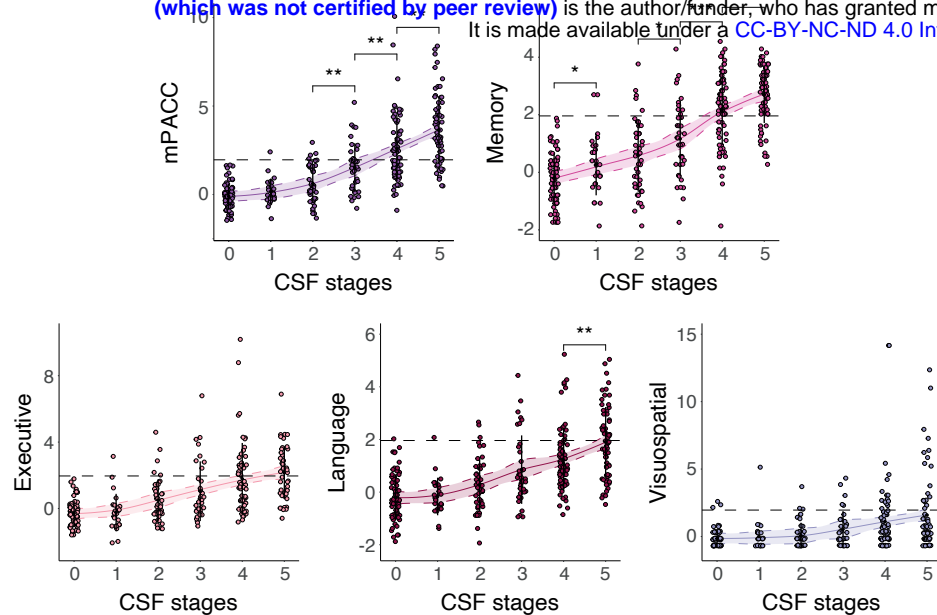 (which was not certified by peer review) is the author/funder, who has granted m
It is made available under a CC-BY-NC-ND 4.0 In
10
5
0
mPACC
**
**
0 1 2 3 4 5
CSF stages
4
2
0
-2
Memory
*
0 1 2 3 4 5
CSF stages
8
4
0
Executive
0 1 2 3 4 5
CSF stages
6
4
2
0
-2
Language
**
0 1 2 3 4 5
CSF stages
15
10
5
0
Visuospatial
0 1 2 3 4 5
CSF stages